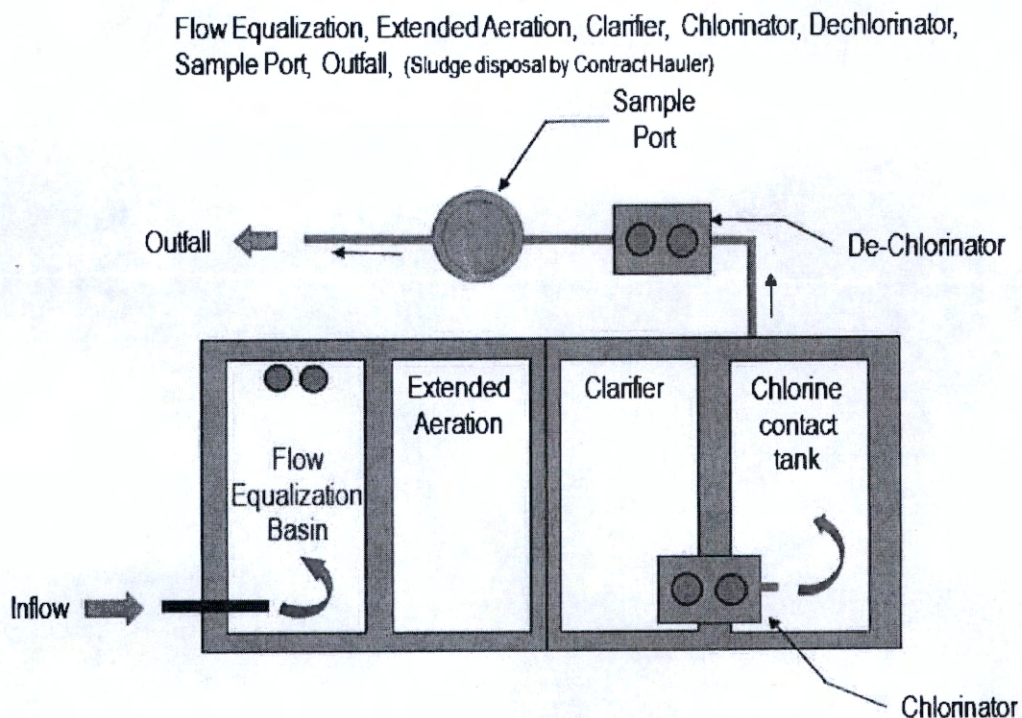 Flow Equalization, Extended Aeration, Clarifier, Chlorinator, Dechlorinator,
Sample Port, Outfall, (Sludge disposal by Contract Hauler)
Sample
Port
Outfall
De-Chlorinator
Extended
Aeration
Clarifier
Chlorine
contact
tank
Flow
Equalization
Basin
Inflow
Chlorinator